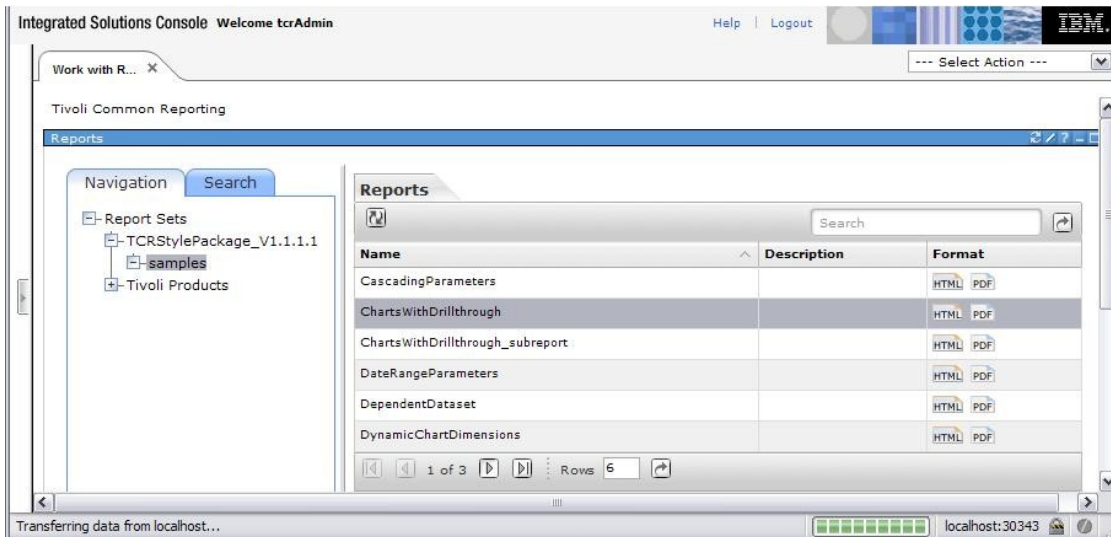 Integrated Solutions Console Welcome tcrAdmin
Help | Logout
IBM.
Work with R... X
--- Select Action ---
Tivoli Common Reporting
Reports
Navigation Search
Report Sets
TCRStylePackage_V1.1.1.1
samples
Tivoli Products
Reports
Search
Name Description Format
CascadingParameters HTML PDF
ChartsWithDrillthrough HTML PDF
ChartsWithDrillthrough_subreport HTML PDF
DateRangeParameters HTML PDF
DependentDataset HTML PDF
DynamicChartDimensions HTML PDF
1 of 3 Rows 6
Transferring data from localhost... localhost:30343